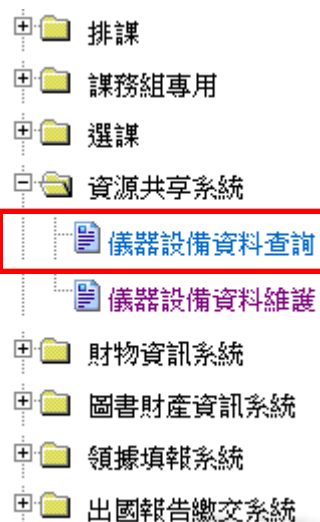 排課
課務組專用
選課
資源共享系統
儀器設備資料查詢
儀器設備資料維護
財物資訊系統
圖書財產資訊系統
領據填報系統
出國報告繳交系統